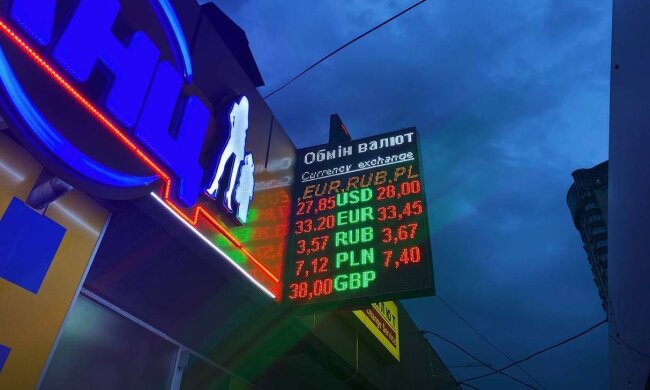 ІНЦ
Обмін валют
Currency exchange
.EUR.RUB.PL
27,85 USD 28,00
33.20 EUR 33,45
3,57 RUB 3,67
7,12 PLN 7,40
38,00 GBP